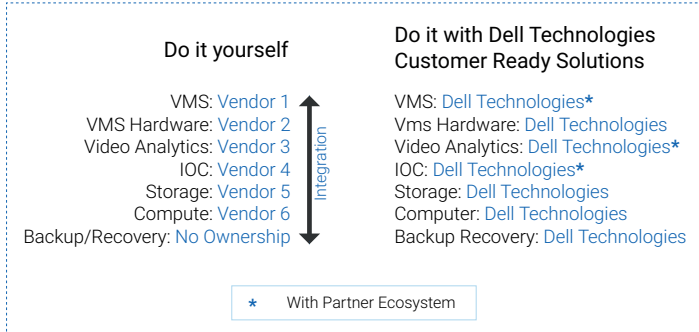 Do it yourself
VMS: Vendor 1
VMS Hardware: Vendor 2
Video Analytics: Vendor 3
IOC: Vendor 4
Storage: Vendor 5
Compute: Vendor 6
Backup/Recovery: No Ownership
Integration
Do it with Dell Technologies
Customer Ready Solutions
VMS: Dell Technologies*
Vms Hardware: Dell Technologies
Video Analytics: Dell Technologies*
IOC: Dell Technologies*
Storage: Dell Technologies
Computer: Dell Technologies
Backup Recovery: Dell Technologies
* With Partner Ecosystem